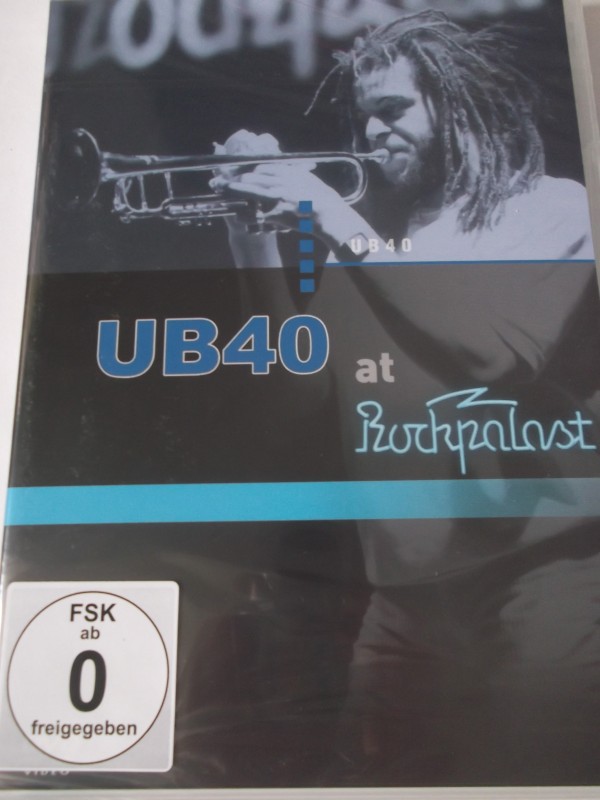 UB40
UB40
at
Rockpalast
FSK
ab
0
freigegeben